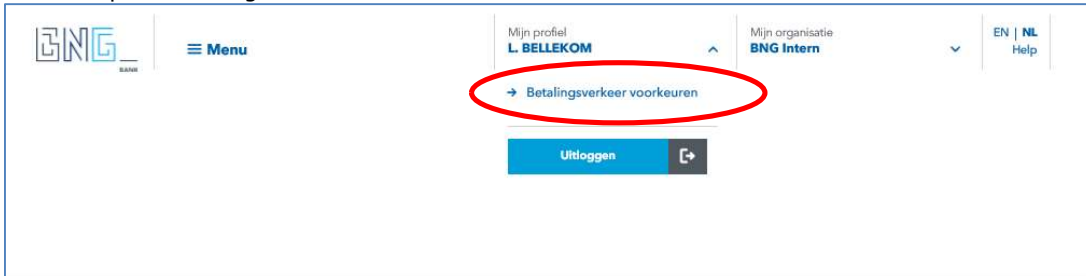 BNG
BANK
≡ Menu
Mijn profiel
L. BELLEKOM
Mijn organisatie
BNG Intern
EN | NL
Help
→ Betalingsverkeer voorkeuren
Uitloggen